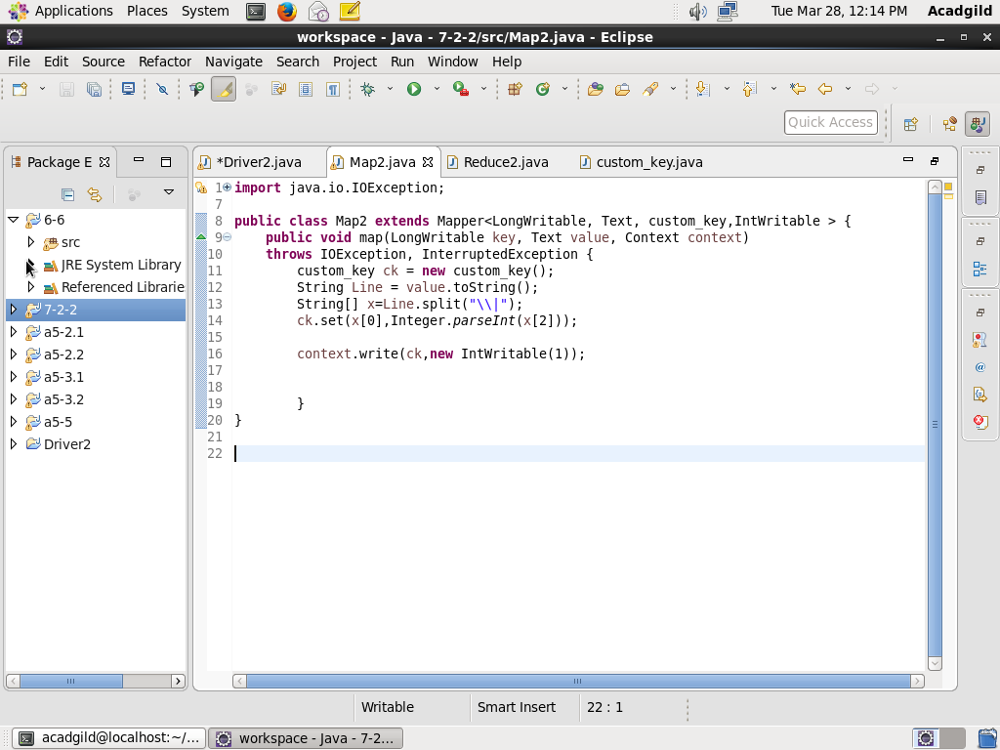 Applications Places System Tue Mar 28, 12:14 PM Acadgild
workspace - Java - 7-2-2/src/Map2.java - Eclipse
File Edit Source Refactor Navigate Search Project Run Window Help
Quick Access
Package E
*Driver2.java Map2.java Reduce2.java custom_key.java
6-6
src
JRE System Library
Referenced Librarie
7-2-2
a5-2.1
a5-2.2
a5-3.1
a5-3.2
a5-5
Driver2
1 import java.io.IOException;
7
8 public class Map2 extends Mapper<LongWritable, Text, custom_key,IntWritable > {
9 public void map(LongWritable key, Text value, Context context)
10 throws IOException, InterruptedException {
11 custom_key ck = new custom_key();
12 String Line = value.toString();
13 String[] x=Line.split("\\|");
14 ck.set(x[0],Integer.parseInt(x[2]));
15
16 context.write(ck,new IntWritable(1));
17
18
19 }
20 }
21
22
Writable Smart Insert 22 : 1
acadgild@localhost:~/... workspace - Java - 7-2...